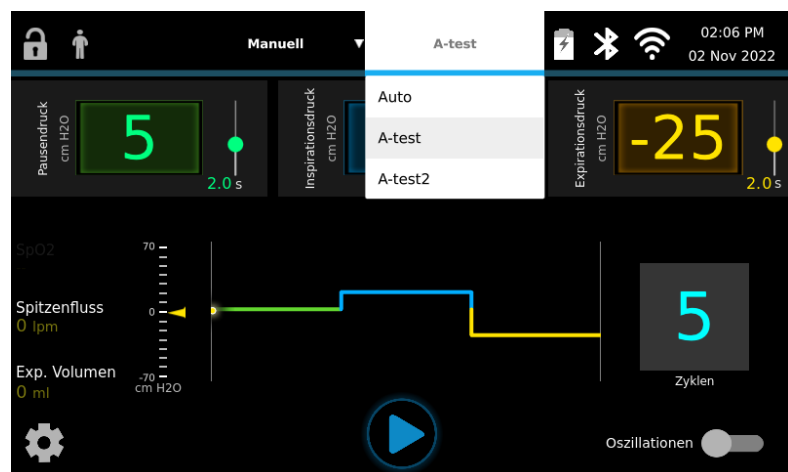 Manuell ▼
A-test
02:06 PM
02 Nov 2022
Auto
A-test
A-test2
Pausendruck
cm H2O
5
2.0 s
Inspirationsdruck
cm H2O
Expirationsdruck
cm H2O
-25
2.0 s
SpO2
--
Spitzenfluss
0 lpm
Exp. Volumen
0 ml
70
0
-70
cm H2O
5
Zyklen
Oszillationen